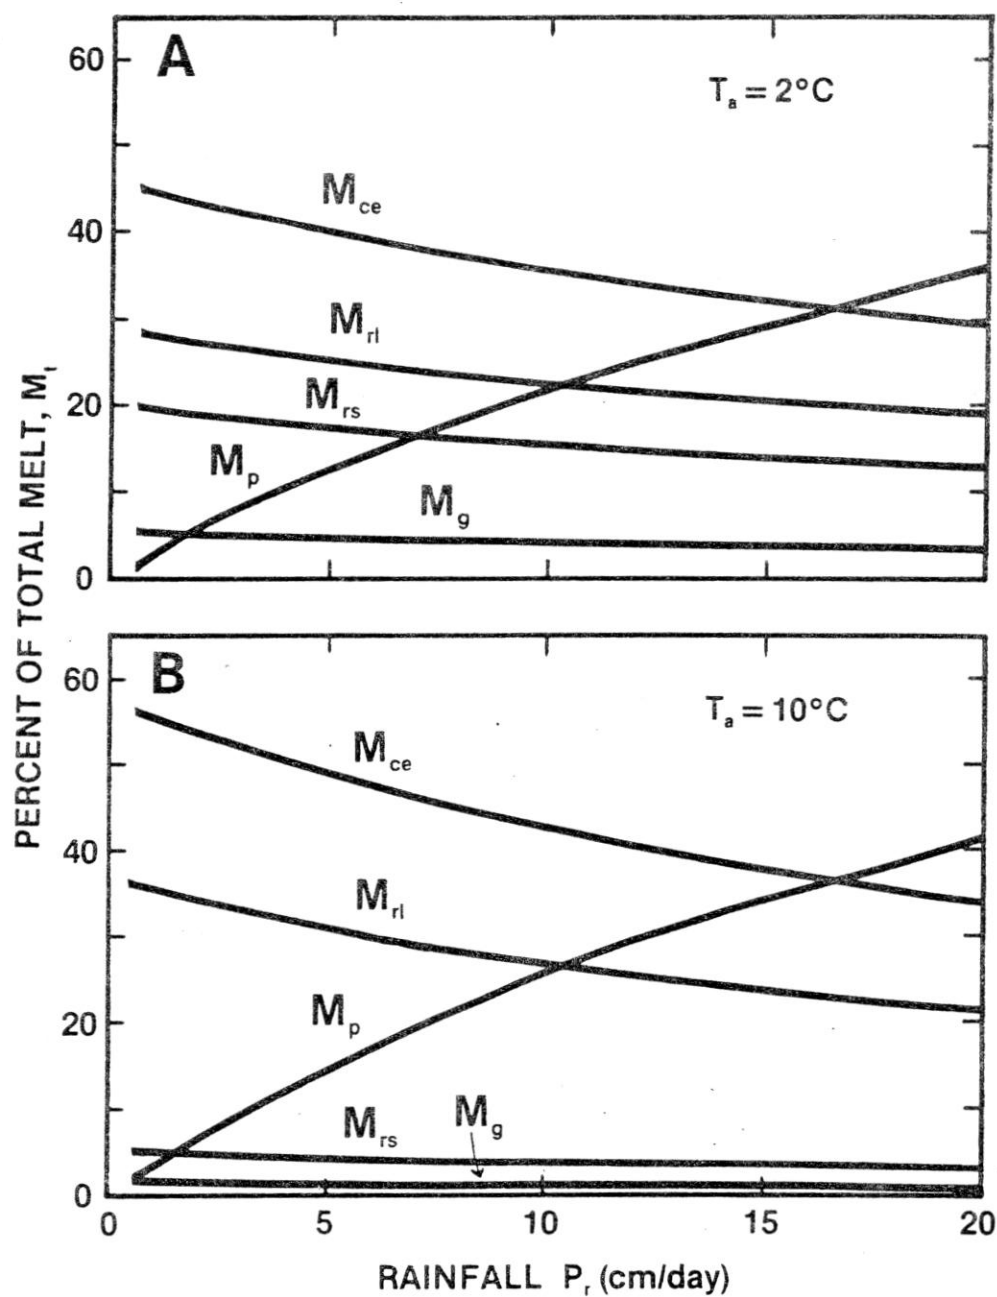 A
T_a = 2°C
60
40
20
0
M_ce
M_rl
M_rs
M_p
M_g
PERCENT OF TOTAL MELT, M_t
B
T_a = 10°C
60
40
20
0
M_ce
M_rl
M_p
M_rs
M_g
0 5 10 15 20
RAINFALL P_r (cm/day)